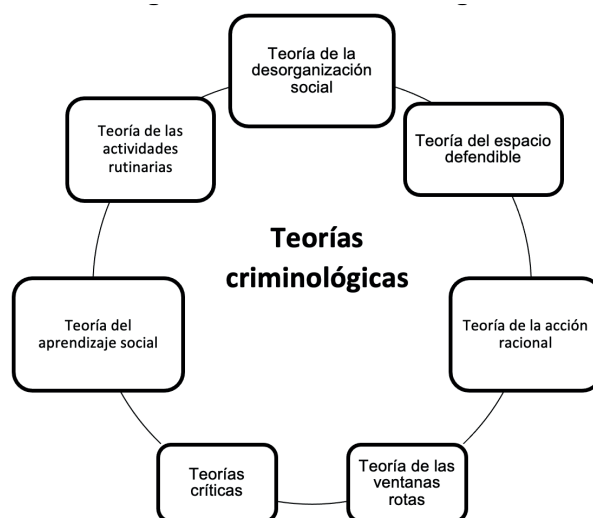 Teoría de la
desorganización
social
Teoría del espacio
defendible
Teoría de la acción
racional
Teoría de las
ventanas
rotas
Teorías
críticas
Teoría del
aprendizaje social
Teoría de las
actividades
rutinarias
Teorías
criminológicas